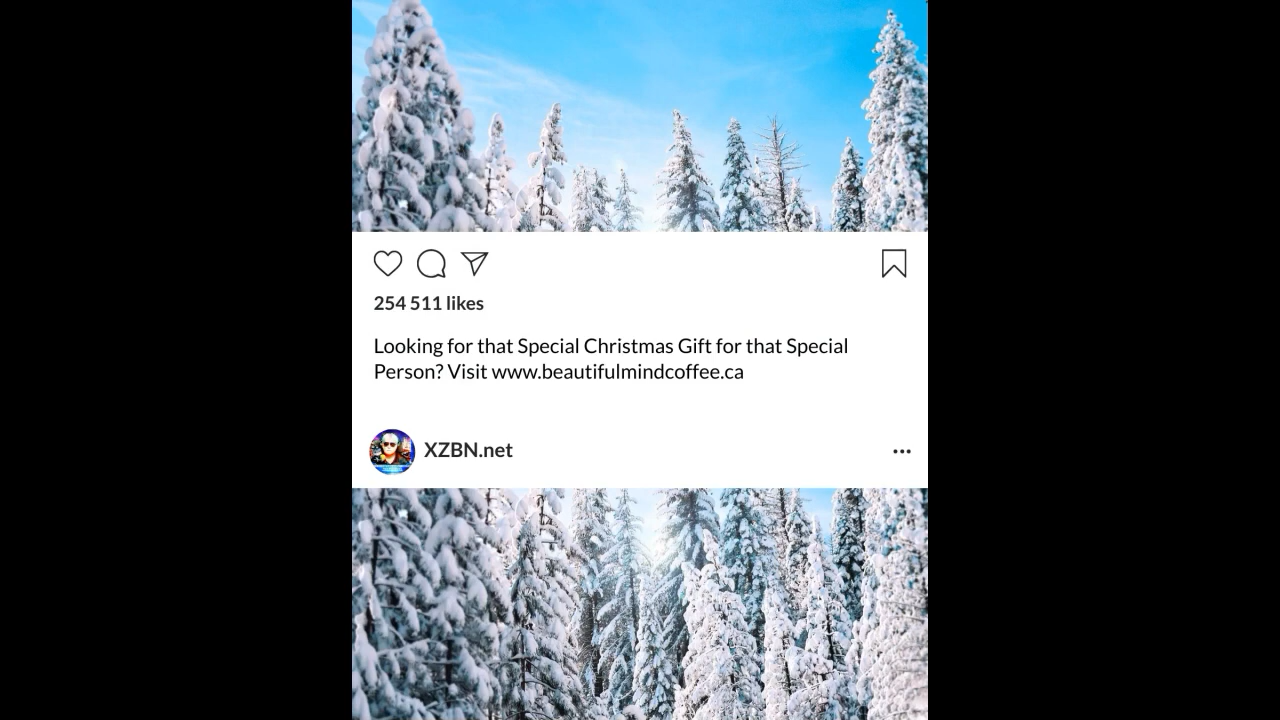 254 511 likes
Looking for that Special Christmas Gift for that Special
Person? Visit www.beautifulmindcoffee.ca
XZBN.net